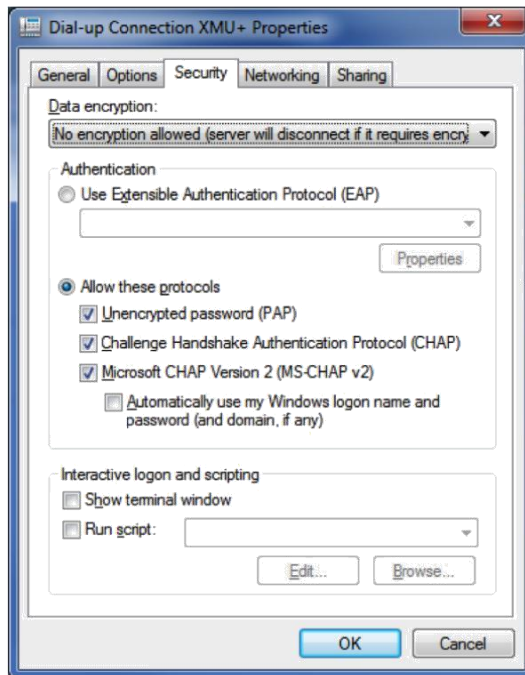 Dial-up Connection XMU+ Properties
General Options Security Networking Sharing
Data encryption:
No encryption allowed (server will disconnect if it requires encry
Authentication
Use Extensible Authentication Protocol (EAP)
Properties
Allow these protocols
Unencrypted password (PAP)
Challenge Handshake Authentication Protocol (CHAP)
Microsoft CHAP Version 2 (MS-CHAP v2)
Automatically use my Windows logon name and
password (and domain, if any)
Interactive logon and scripting
Show terminal window
Run script:
Edit... Browse...
OK Cancel